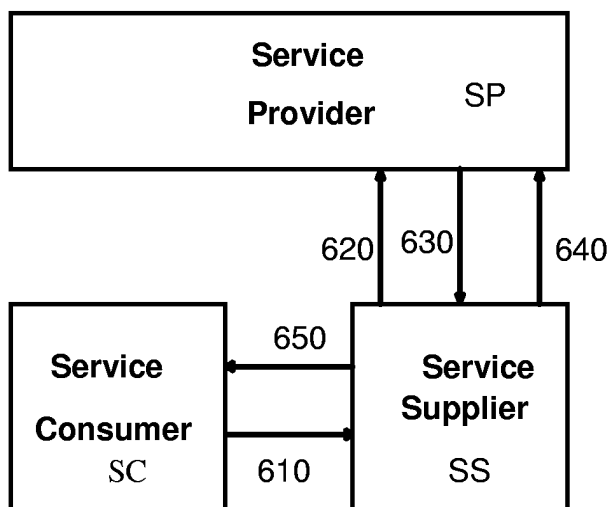 Service
Provider SP
620 630 640
650
Service
Consumer
SC
610
Service
Supplier
SS